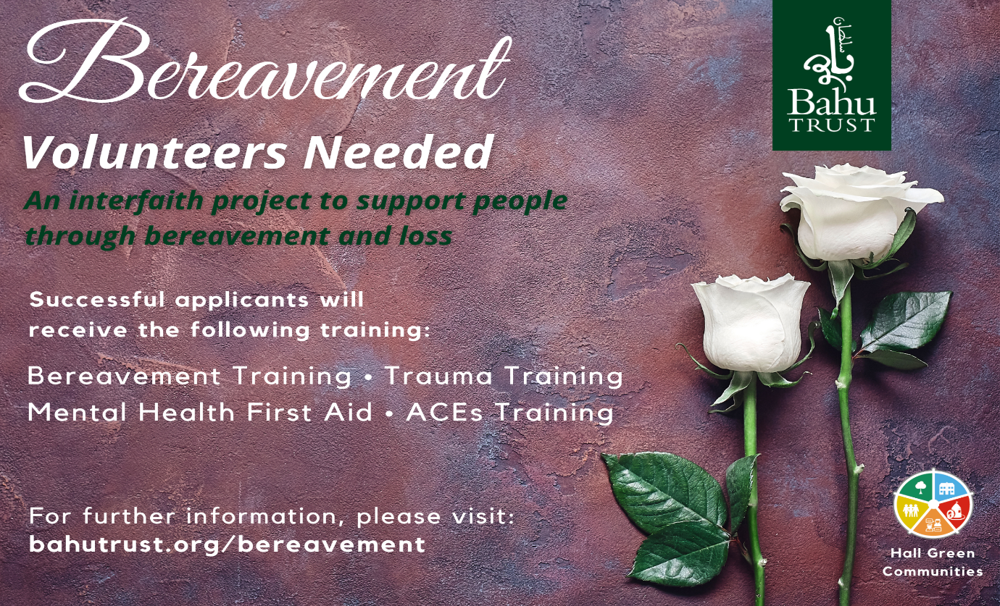 Bereavement
Volunteers Needed
An interfaith project to support people
through bereavement and loss
Successful applicants will
receive the following training:
Bereavement Training • Trauma Training
Mental Health First Aid • ACEs Training
For further information, please visit:
bahutrust.org/bereavement
سلطان
باہو
Bahu
TRUST
Hall Green
Communities